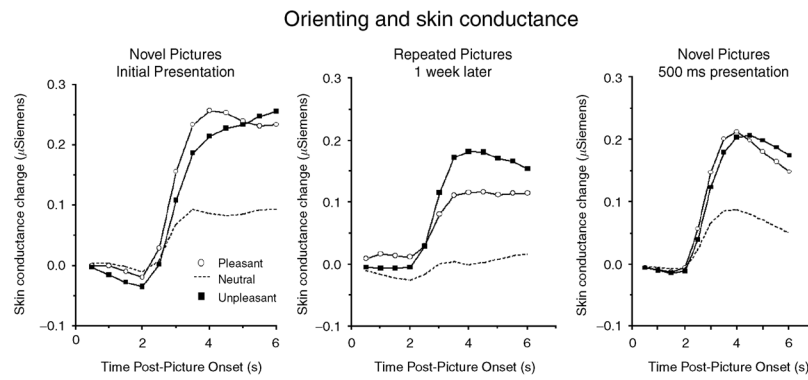 Orienting and skin conductance
Novel Pictures
Initial Presentation
Skin conductance change (μSiemens)
0.3
0.2
0.1
0.0
−0.1
0
2
4
6
Pleasant
Neutral
Unpleasant
Time Post-Picture Onset (s)
Repeated Pictures
1 week later
Skin conductance change (μSiemens)
0.3
0.2
0.1
0.0
−0.1
0
2
4
6
Time Post-Picture Onset (s)
Novel Pictures
500 ms presentation
Skin conductance change (μSiemens)
0.3
0.2
0.1
0.0
−0.1
0
2
4
6
Time Post-Picture Onset (s)